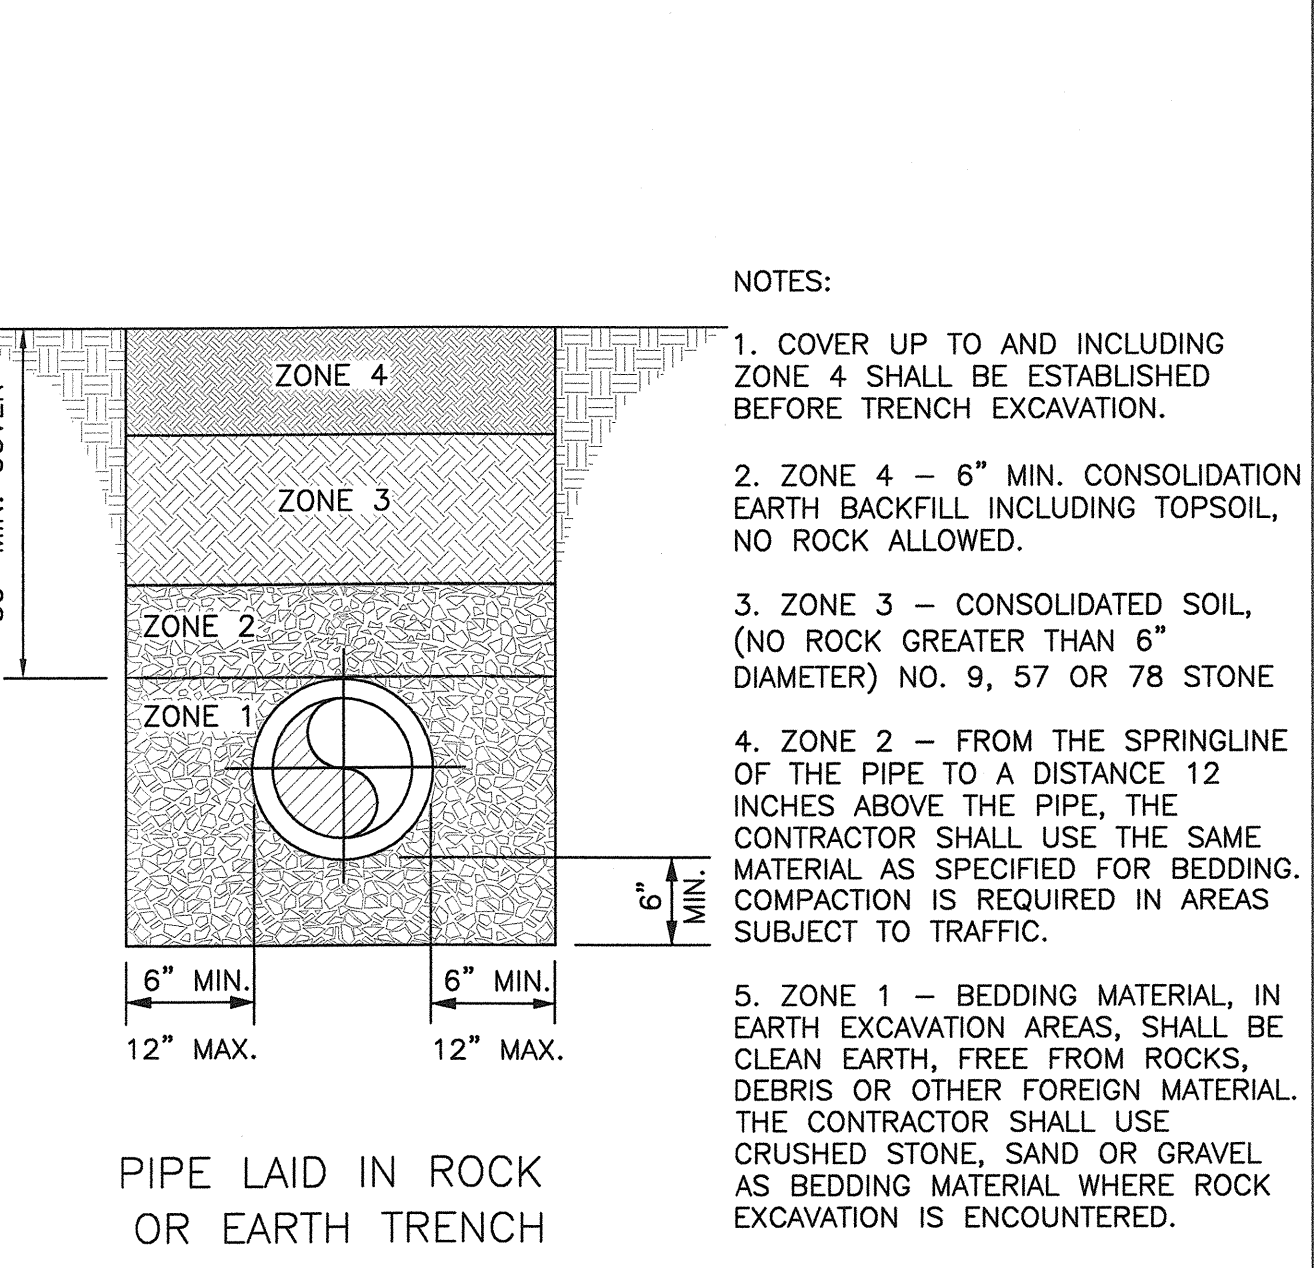 NOTES:
1. COVER UP TO AND INCLUDING
ZONE 4 SHALL BE ESTABLISHED
BEFORE TRENCH EXCAVATION.
2. ZONE 4 – 6" MIN. CONSOLIDATION
EARTH BACKFILL INCLUDING TOPSOIL,
NO ROCK ALLOWED.
3. ZONE 3 – CONSOLIDATED SOIL,
(NO ROCK GREATER THAN 6"
DIAMETER) NO. 9, 57 OR 78 STONE
4. ZONE 2 – FROM THE SPRINGLINE
OF THE PIPE TO A DISTANCE 12
INCHES ABOVE THE PIPE, THE
CONTRACTOR SHALL USE THE SAME
MATERIAL AS SPECIFIED FOR BEDDING.
COMPACTION IS REQUIRED IN AREAS
SUBJECT TO TRAFFIC.
5. ZONE 1 – BEDDING MATERIAL, IN
EARTH EXCAVATION AREAS, SHALL BE
CLEAN EARTH, FREE FROM ROCKS,
DEBRIS OR OTHER FOREIGN MATERIAL.
THE CONTRACTOR SHALL USE
CRUSHED STONE, SAND OR GRAVEL
AS BEDDING MATERIAL WHERE ROCK
EXCAVATION IS ENCOUNTERED.
ZONE 4
ZONE 3
ZONE 2
ZONE 1
6"
MIN.
6" MIN.
12" MAX.
6" MIN.
12" MAX.
PIPE LAID IN ROCK
OR EARTH TRENCH